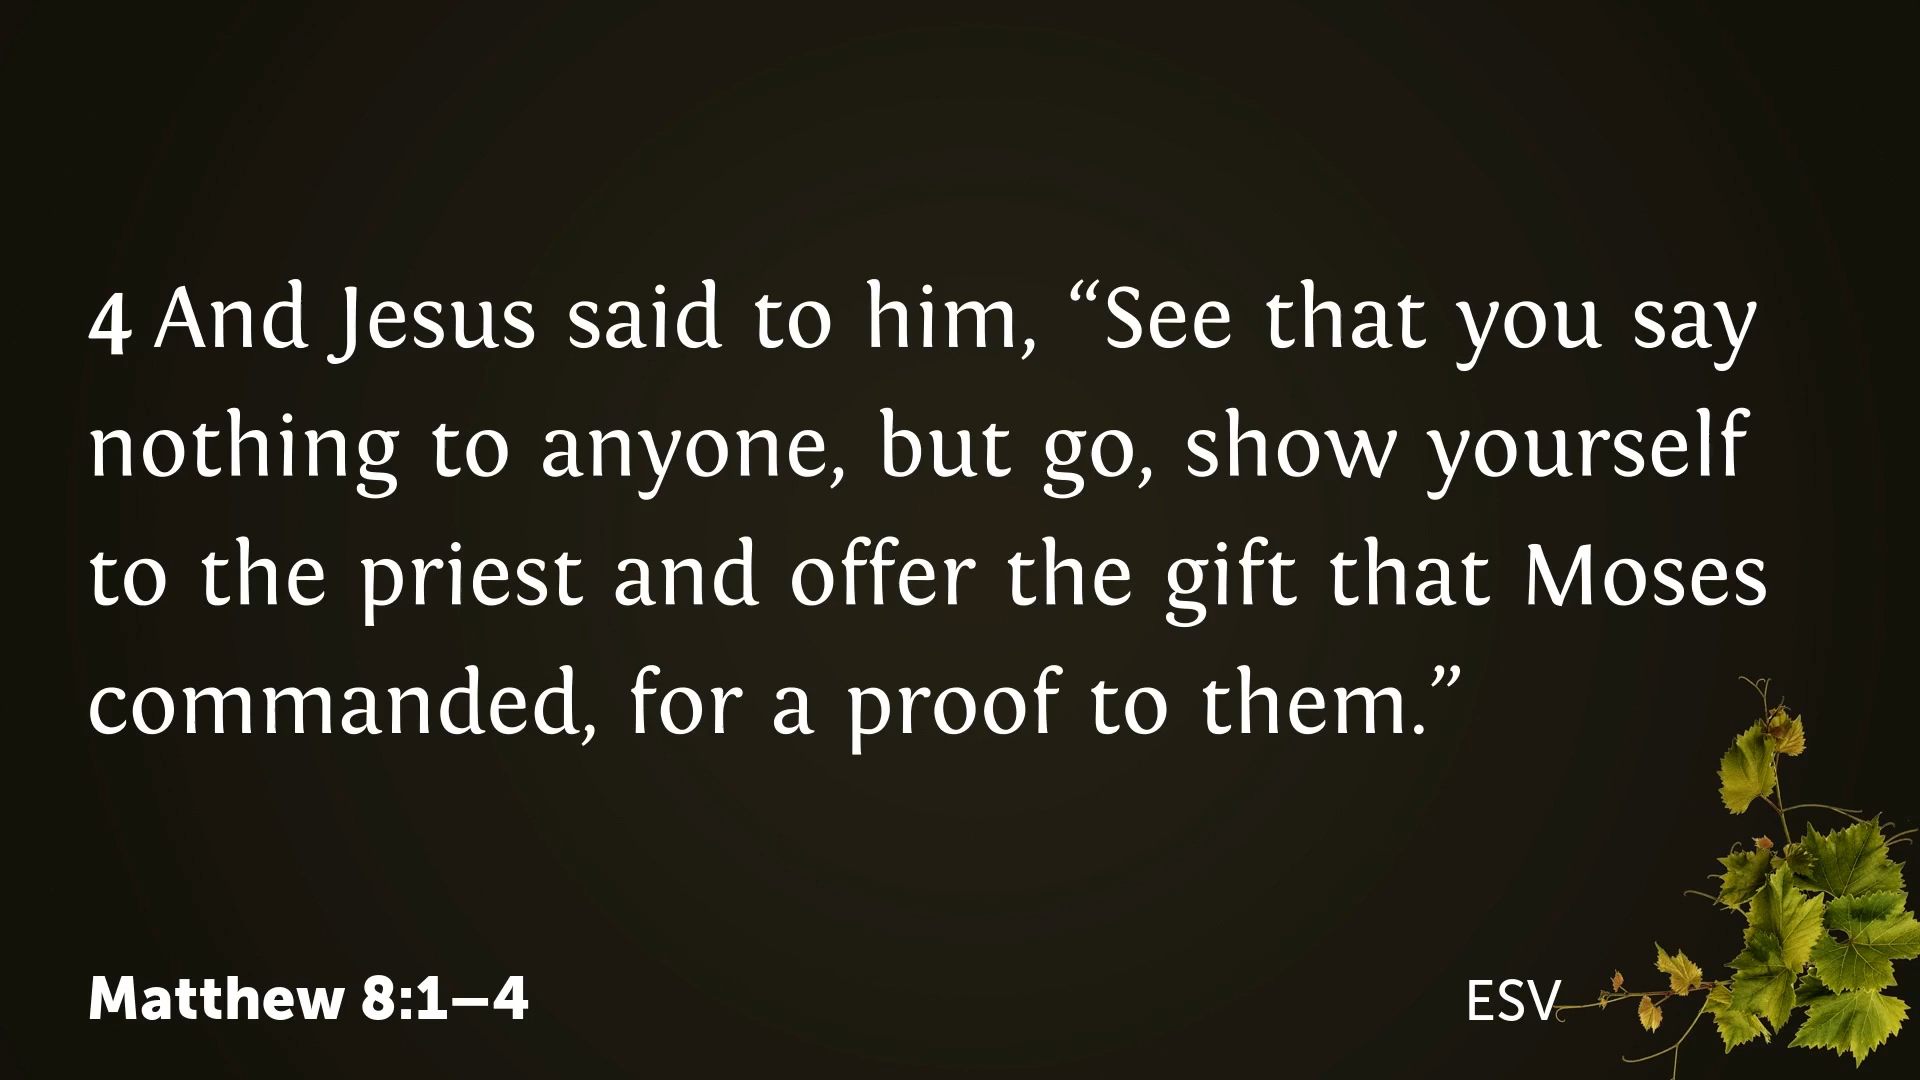 4 And Jesus said to him, “See that you say
nothing to anyone, but go, show yourself
to the priest and offer the gift that Moses
commanded, for a proof to them.”
Matthew 8:1–4
ESV